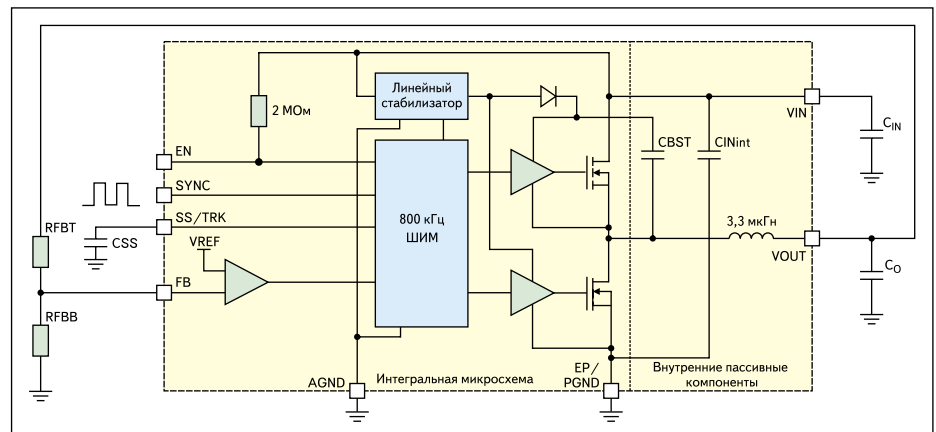 Линейный
стабилизатор
2 МОм
VIN
CIN
CBST
CINint
EN
SYNC
SS/TRK
800 кГц
ШИМ
3,3 мкГн
RFBT
CSS
VREF
VOUT
FB
CO
RFBB
AGND
Интегральная микросхема
EP/
PGND
Внутренние пассивные
компоненты